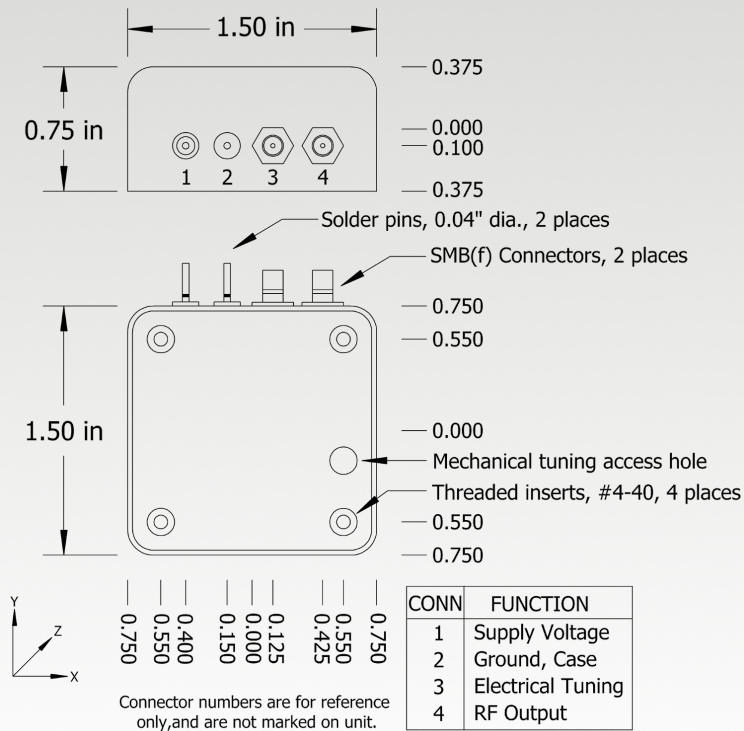 1.50 in
0.375
0.75 in
0.000
0.100
1 2 3 4
0.375
Solder pins, 0.04" dia., 2 places
SMB(f) Connectors, 2 places
0.750
0.550
1.50 in
0.000
Mechanical tuning access hole
Threaded inserts, #4-40, 4 places
0.550
0.750
0.750
0.550
0.400
0.150
0.000
0.125
0.425
0.550
0.750
Y
Z
X
CONN FUNCTION
1 Supply Voltage
2 Ground, Case
3 Electrical Tuning
4 RF Output
Connector numbers are for reference
only,and are not marked on unit.